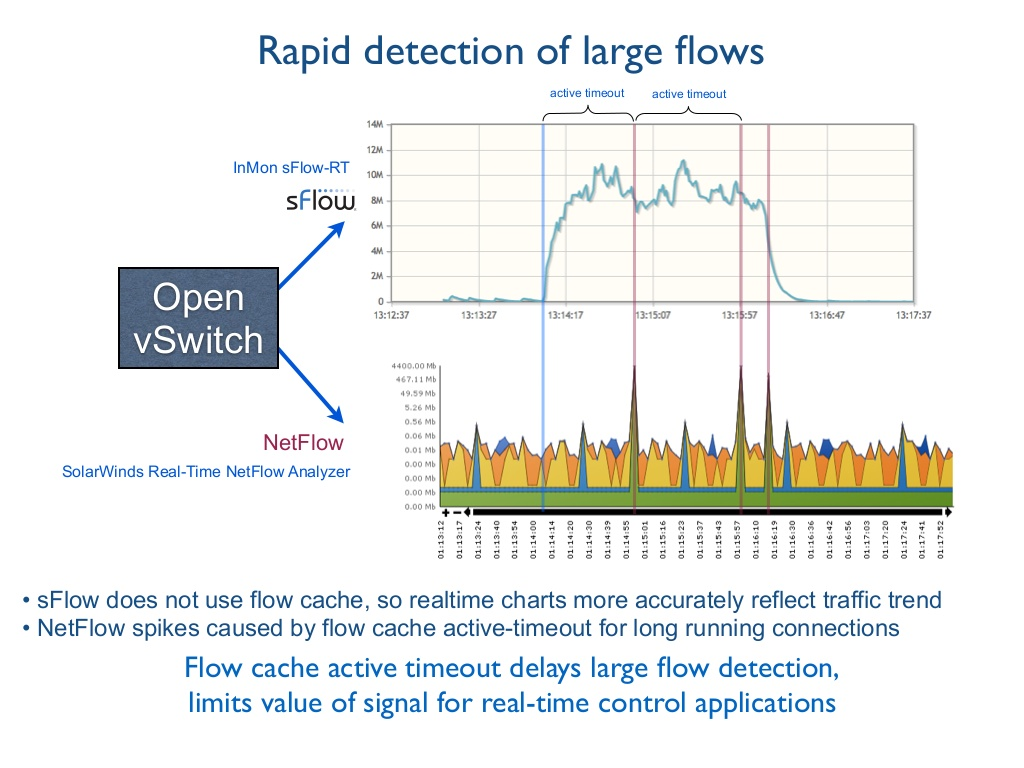 Rapid detection of large flows
active timeout active timeout
14M
12M
10M
8M
6M
4M
2M
0
13:12:37 13:13:27 13:14:17 13:15:07 13:15:57 13:16:47 13:17:37
InMon sFlow-RT
sFlow
Open
vSwitch
NetFlow
SolarWinds Real-Time NetFlow Analyzer
4400.00 Mb
467.11 Mb
49.59 Mb
5.26 Mb
0.56 Mb
0.06 Mb
0.01 Mb
0.00 Mb
0.00 Mb
0.00 Mb
0.00 Mb
01:13:12 01:13:17 01:13:24 01:13:40 01:13:54 01:14:00 01:14:14 01:14:20 01:14:30 01:14:39 01:14:55 01:15:01 01:15:16 01:15:23 01:15:37 01:15:43 01:15:57 01:16:10 01:16:19 01:16:30 01:16:36 01:16:42 01:16:56 01:17:03 01:17:20 01:17:24 01:17:41 01:17:52
• sFlow does not use flow cache, so realtime charts more accurately reflect traffic trend
• NetFlow spikes caused by flow cache active-timeout for long running connections
Flow cache active timeout delays large flow detection,
limits value of signal for real-time control applications